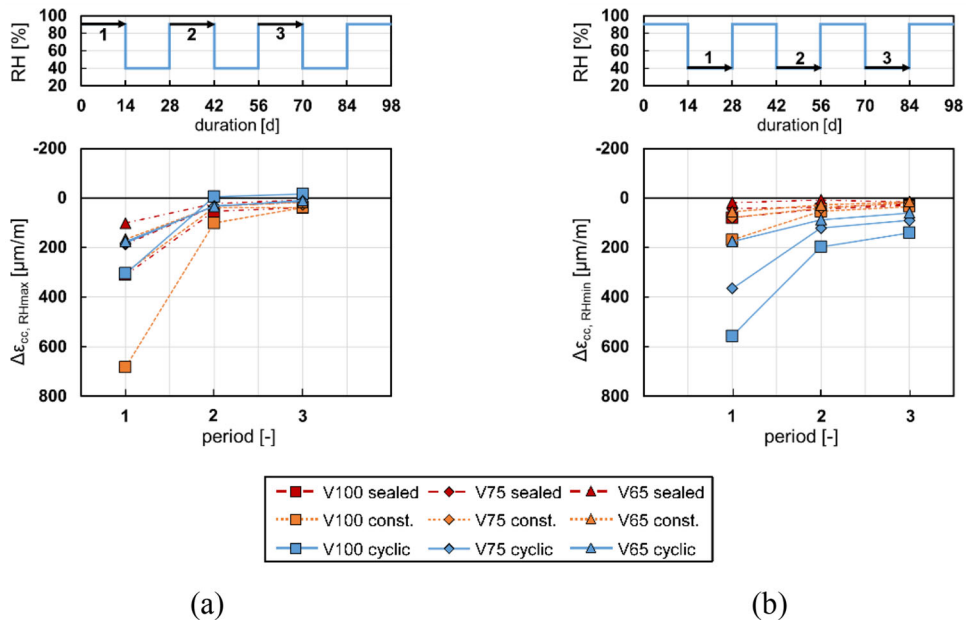 100
80
60
40
20
RH [%]
1
2
3
0 14 28 42 56 70 84 98
duration [d]
-200
0
200
400
600
800
Δε cc, RHmax [µm/m]
1 2 3
period [-]
100
80
60
40
20
RH [%]
1
2
3
0 14 28 42 56 70 84 98
duration [d]
-200
0
200
400
600
800
Δε cc, RHmin [µm/m]
1 2 3
period [-]
V100 sealed V75 sealed V65 sealed
V100 const. V75 const. V65 const.
V100 cyclic V75 cyclic V65 cyclic
(a) (b)